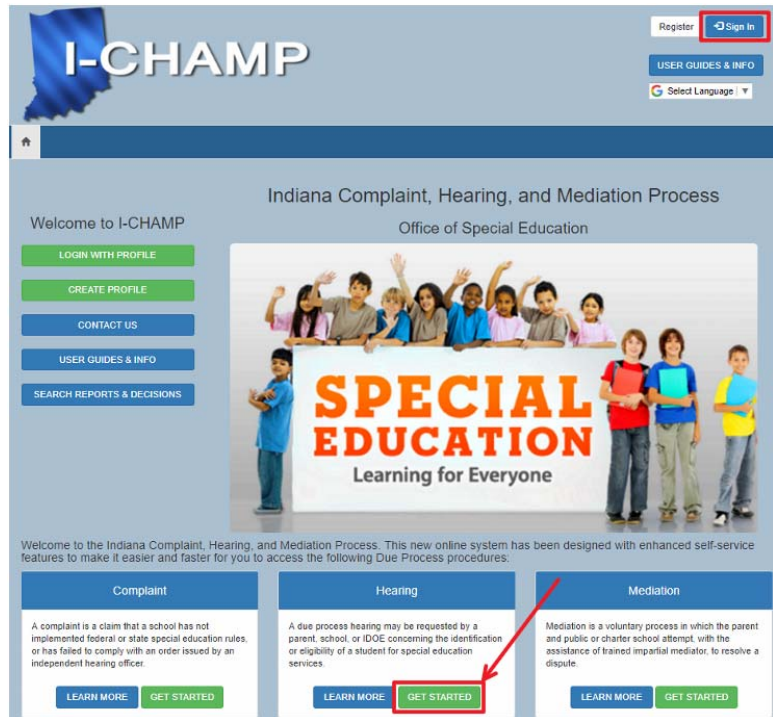 I-CHAMP
Register
Sign In
USER GUIDES & INFO
Select Language ▼
Indiana Complaint, Hearing, and Mediation Process
Office of Special Education
Welcome to I-CHAMP
LOGIN WITH PROFILE
CREATE PROFILE
CONTACT US
USER GUIDES & INFO
SEARCH REPORTS & DECISIONS
SPECIAL
EDUCATION
Learning for Everyone
Welcome to the Indiana Complaint, Hearing, and Mediation Process. This new online system has been designed with enhanced self-service
features to make it easier and faster for you to access the following Due Process procedures:
Complaint
A complaint is a claim that a school has not
implemented federal or state special education rules,
or has failed to comply with an order issued by an
independent hearing officer.
LEARN MORE
GET STARTED
Hearing
A due process hearing may be requested by a
parent, school, or IDOE concerning the identification
or eligibility of a student for special education
services.
LEARN MORE
GET STARTED
Mediation
Mediation is a voluntary process in which the parent
and public or charter school attempt, with the
assistance of trained impartial mediator, to resolve a
dispute.
LEARN MORE
GET STARTED